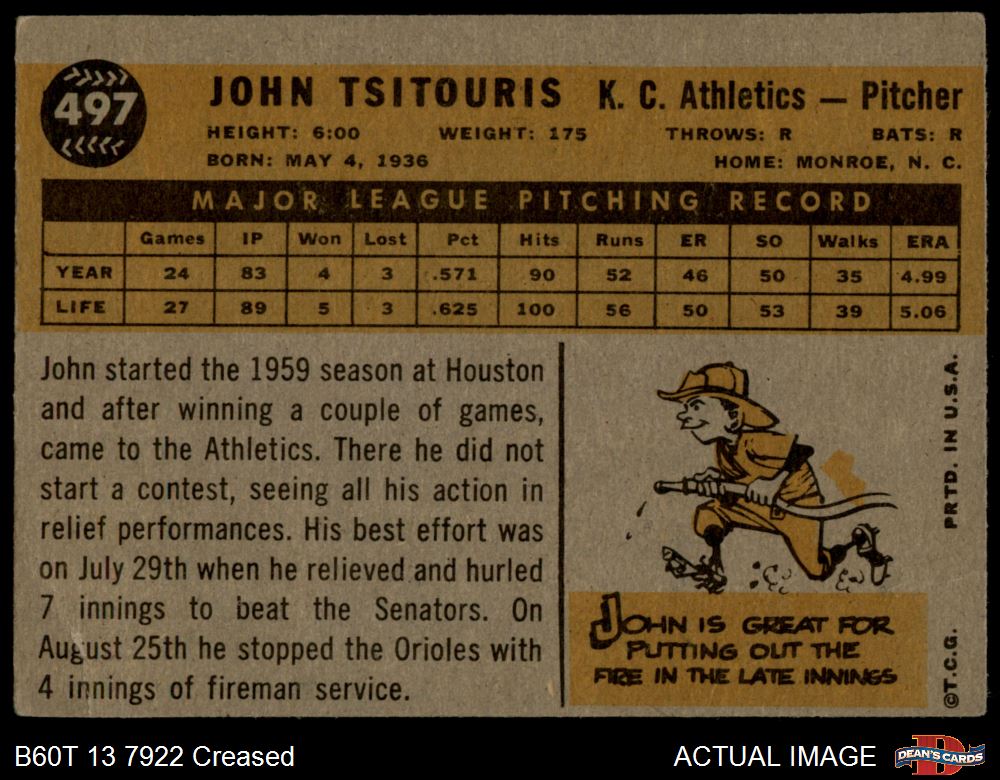 497
JOHN TSITOURIS K. C. Athletics — Pitcher
HEIGHT: 6:00 WEIGHT: 175 THROWS: R BATS: R
BORN: MAY 4, 1936 HOME: MONROE, N. C.
MAJOR LEAGUE PITCHING RECORD
Games IP Won Lost Pct Hits Runs ER SO Walks ERA
YEAR 24 83 4 3 .571 90 52 46 50 35 4.99
LIFE 27 89 5 3 .625 100 56 50 53 39 5.06
John started the 1959 season at Houston
and after winning a couple of games,
came to the Athletics. There he did not
start a contest, seeing all his action in
relief performances. His best effort was
on July 29th when he relieved and hurled
7 innings to beat the Senators. On
August 25th he stopped the Orioles with
4 innings of fireman service.
JOHN IS GREAT FOR
PUTTING OUT THE
FIRE IN THE LATE INNINGS
©T.C.G. PRTD. IN U.S.A.
B60T 13 7922 Creased
ACTUAL IMAGE
DEAN'S CARDS